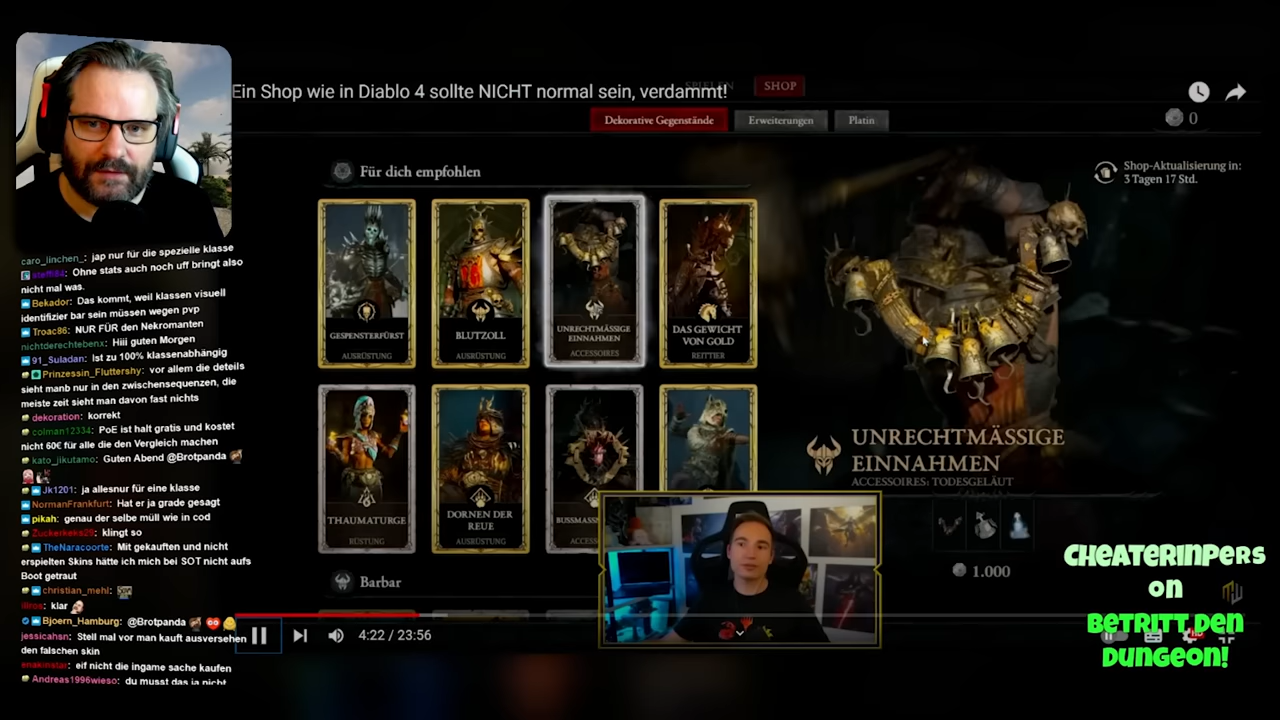 SPIELEN
SHOP
Ein Shop wie in Diablo 4 sollte NICHT normal sein, verdammt!
Dekorative Gegenstände
Erweiterungen
Platin
0
Für dich empfohlen
Shop-Aktualisierung in:
3 Tagen 17 Std.
GESPENSTERFÜRST
AUSRÜSTUNG
BLUTZOLL
AUSRÜSTUNG
UNRECHTMÄSSIGE
EINNAHMEN
ACCESSOIRES
DAS GEWICHT
VON GOLD
REITTIER
THAUMATURGE
RÜSTUNG
DORNEN DER
REUE
AUSRÜSTUNG
UNRECHTMÄSSIGE
EINNAHMEN
ACCESSOIRES: TODESGELÄUT
1.000
Barbar
4:22 / 23:56
HD
CHEATERINPERS
ON
BETRITT DEN
DUNGEON!
caro_linchen_: jap nur für die spezielle klasse
steffi84: Ohne stats auch noch uff bringt also
nicht mal was.
Bekador: Das kommt, weil klassen visuell
identifizier bar sein müssen wegen pvp
Troac86: NUR FÜR den Nekromanten
nichtderechtebenx: Hiii guten Morgen
91_Suladan: Ist zu 100% klassenabhängig
Prinzessin_Fluttershy: vor allem die deteils
sieht manb nur in den zwischensequenzen, die
meiste zeit sieht man davon fast nichts
dekoration: korrekt
colman12334: PoE ist halt gratis und kostet
nicht 60€ für alle die den Vergleich machen
kato_jikutamo: Guten Abend @Brotpanda
Jk1201: ja allesnur für eine klasse
NormanFrankfurt: Hat er ja grade gesagt
pikah: genau der selbe müll wie in cod
Zuckerkeks25: klingt so
TheNaracoorte: Mit gekauften und nicht
erspielten Skins hätte ich mich bei SOT nicht aufs
Boot getraut
christian_mehl:
klar
Bjoern_Hamburg: @Brotpanda
jessicahsn: Stell mal vor man kauft ausversehen
den falschen skin
eif nicht die ingame sache kaufen
Andreas1996wieso: du musst das ja nicht